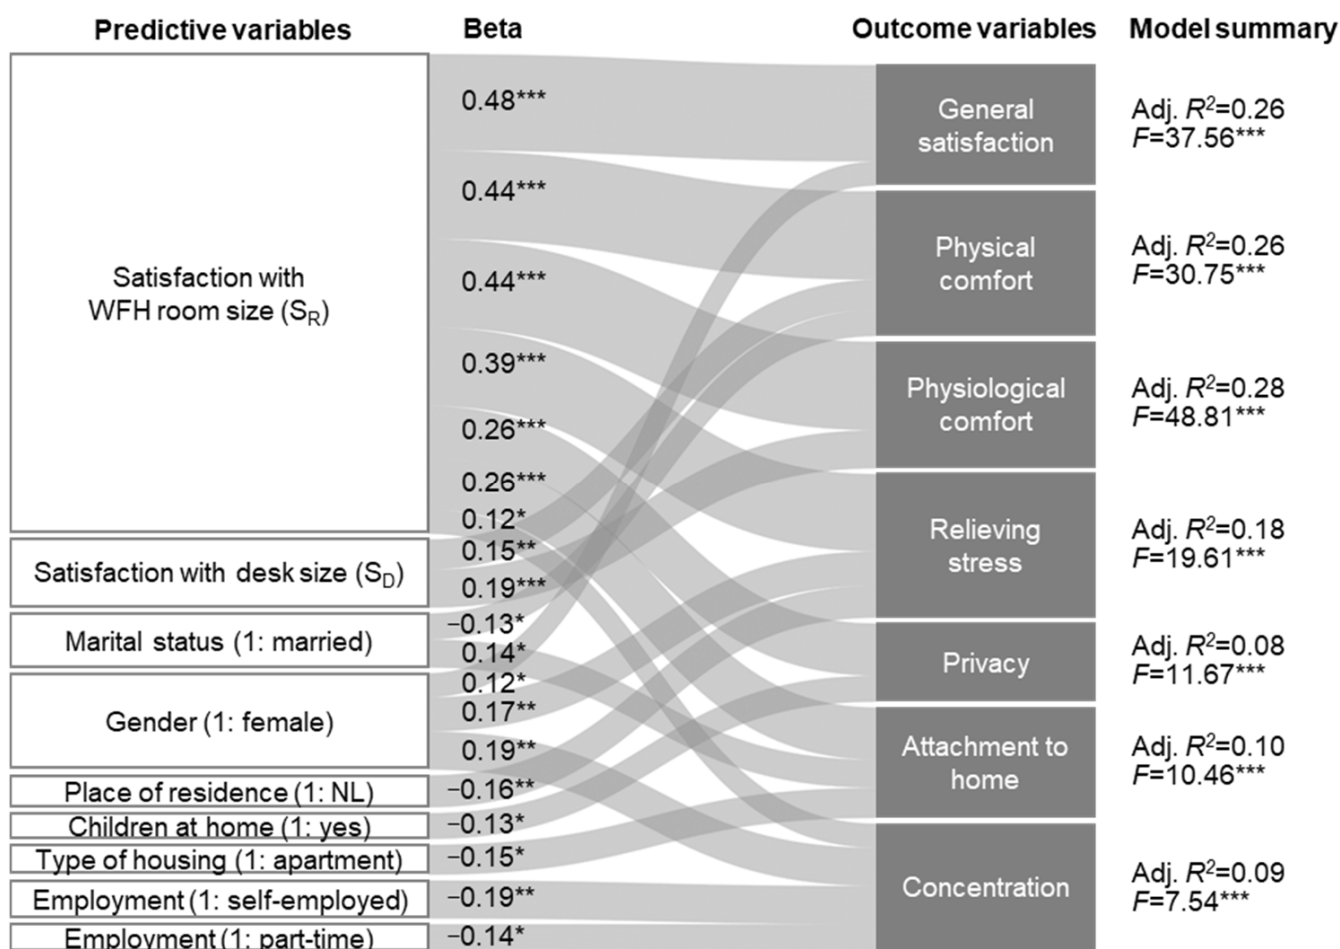 Predictive variables
Beta
Outcome variables
Model summary
Satisfaction with
WFH room size (S_R)
Satisfaction with desk size (S_D)
Marital status (1: married)
Gender (1: female)
Place of residence (1: NL)
Children at home (1: yes)
Type of housing (1: apartment)
Employment (1: self-employed)
Employment (1: part-time)
0.48***
0.44***
0.44***
0.39***
0.26***
0.26***
0.12*
0.15**
0.19***
−0.13*
0.14*
0.12*
0.17**
0.19**
−0.16**
−0.13*
−0.15*
−0.19**
−0.14*
General
satisfaction
Physical
comfort
Physiological
comfort
Relieving
stress
Privacy
Attachment to
home
Concentration
Adj. R²=0.26
F=37.56***
Adj. R²=0.26
F=30.75***
Adj. R²=0.28
F=48.81***
Adj. R²=0.18
F=19.61***
Adj. R²=0.08
F=11.67***
Adj. R²=0.10
F=10.46***
Adj. R²=0.09
F=7.54***